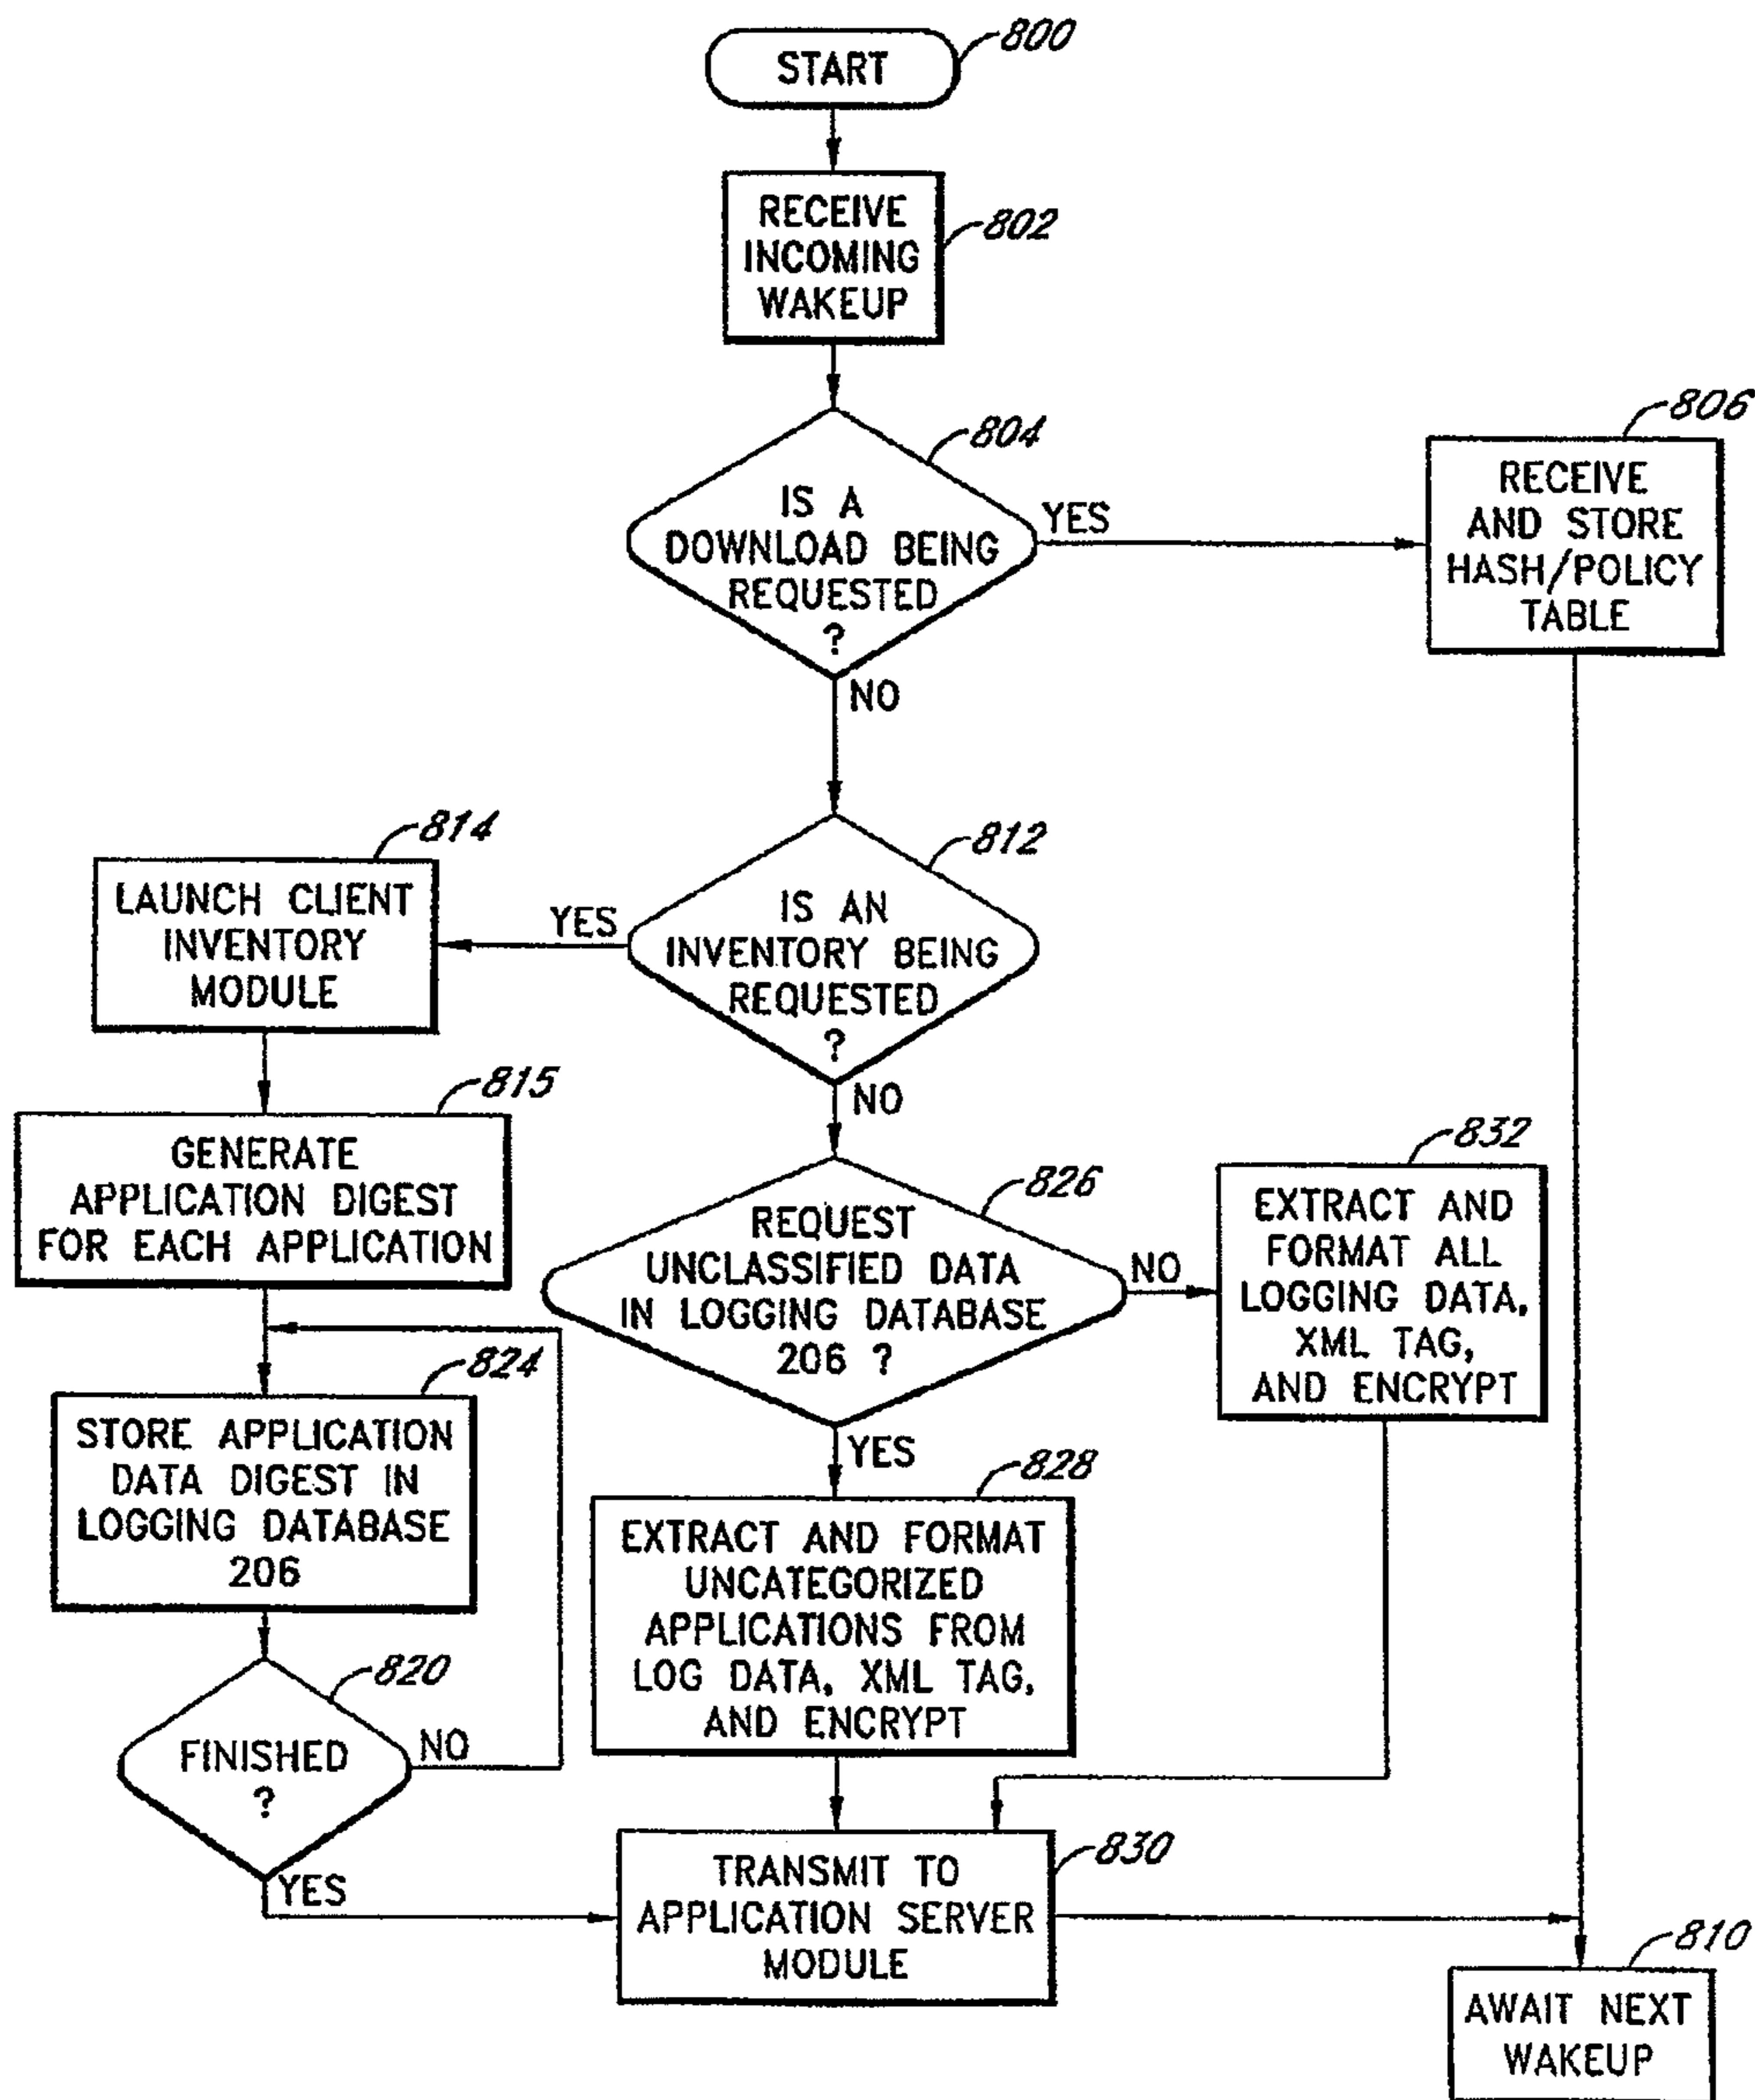 START
800
RECEIVE
INCOMING
WAKEUP
802
IS A
DOWNLOAD BEING
REQUESTED
?
804
YES
NO
RECEIVE
AND STORE
HASH/POLICY
TABLE
806
IS AN
INVENTORY BEING
REQUESTED
?
812
YES
NO
LAUNCH CLIENT
INVENTORY
MODULE
814
GENERATE
APPLICATION DIGEST
FOR EACH APPLICATION
815
STORE APPLICATION
DATA DIGEST IN
LOGGING DATABASE
206
824
FINISHED
?
820
NO
YES
REQUEST
UNCLASSIFIED DATA
IN LOGGING DATABASE
206 ?
826
NO
YES
EXTRACT AND
FORMAT ALL
LOGGING DATA,
XML TAG,
AND ENCRYPT
832
EXTRACT AND FORMAT
UNCATEGORIZED
APPLICATIONS FROM
LOG DATA, XML TAG,
AND ENCRYPT
828
TRANSMIT TO
APPLICATION SERVER
MODULE
830
AWAIT NEXT
WAKEUP
810